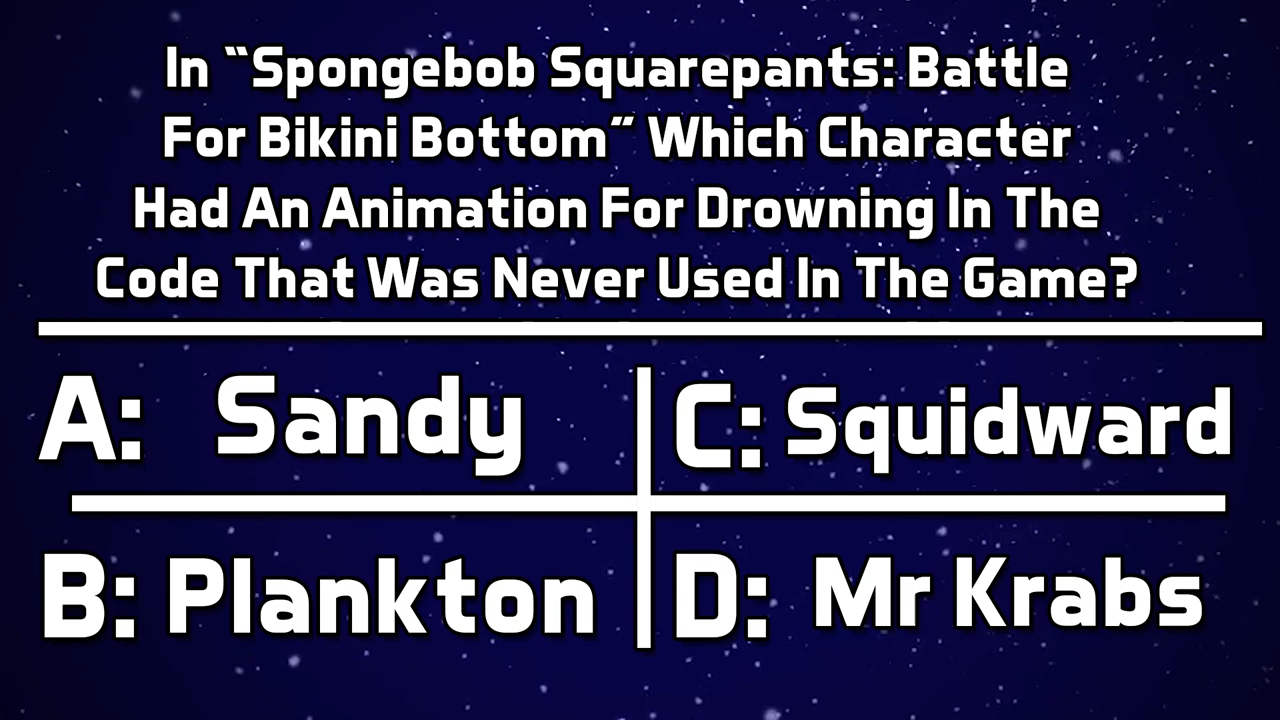 In “Spongebob Squarepants: Battle
For Bikini Bottom” Which Character
Had An Animation For Drowning In The
Code That Was Never Used In The Game?
A: Sandy
C: Squidward
B: Plankton
D: Mr Krabs